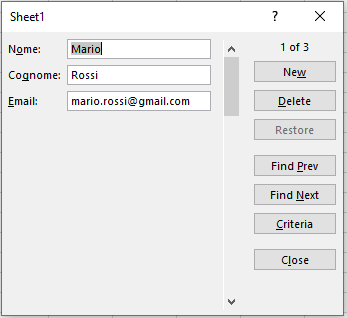 Sheet1 ? ×
Name: Mario
Cognome: Rossi
Email: mario.rossi@gmail.com
1 of 3
New
Delete
Restore
Find Prev
Find Next
Criteria
Close